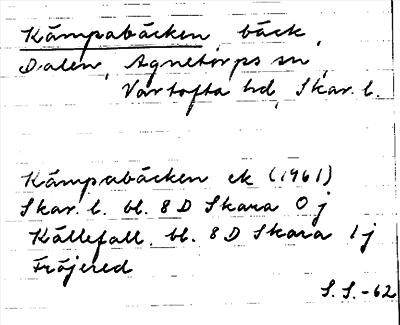 Kämpabäcken bäck,
Dalen, Agnetorps sn,
Vartofta hd, Skar. l.
Kämpabäcken ek (1961)
Skar. l. bl. 8 D Skara 0 j
Källefall, bl. 8 D Skara 1 j
Fröjered
S. S. -62